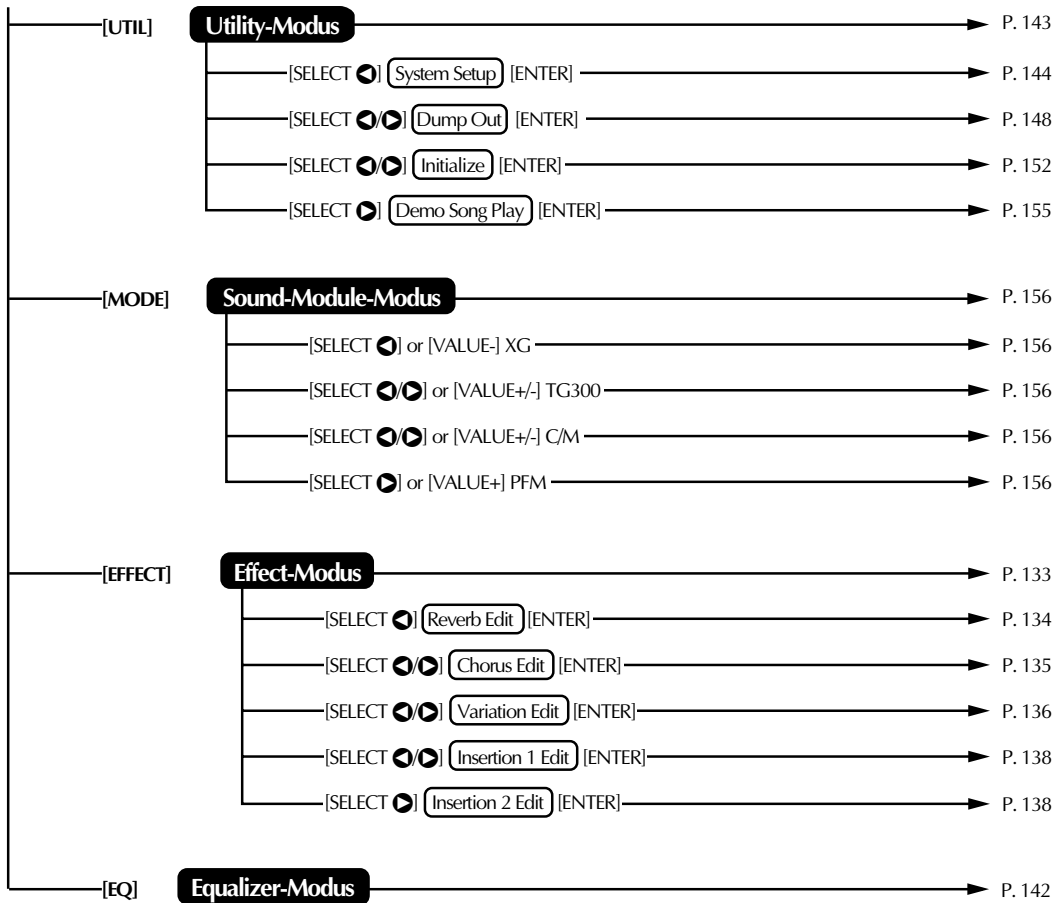 [UTIL] Utility-Modus P. 143
[SELECT ◀] System Setup [ENTER] P. 144
[SELECT ◀/▶] Dump Out [ENTER] P. 148
[SELECT ◀/▶] Initialize [ENTER] P. 152
[SELECT ▶] Demo Song Play [ENTER] P. 155
[MODE] Sound-Module-Modus P. 156
[SELECT ◀] or [VALUE-] XG P. 156
[SELECT ◀/▶] or [VALUE+/-] TG300 P. 156
[SELECT ◀/▶] or [VALUE+/-] C/M P. 156
[SELECT ▶] or [VALUE+] PFM P. 156
[EFFECT] Effect-Modus P. 133
[SELECT ◀] Reverb Edit [ENTER] P. 134
[SELECT ◀/▶] Chorus Edit [ENTER] P. 135
[SELECT ◀/▶] Variation Edit [ENTER] P. 136
[SELECT ◀/▶] Insertion 1 Edit [ENTER] P. 138
[SELECT ▶] Insertion 2 Edit [ENTER] P. 138
[EQ] Equalizer-Modus P. 142